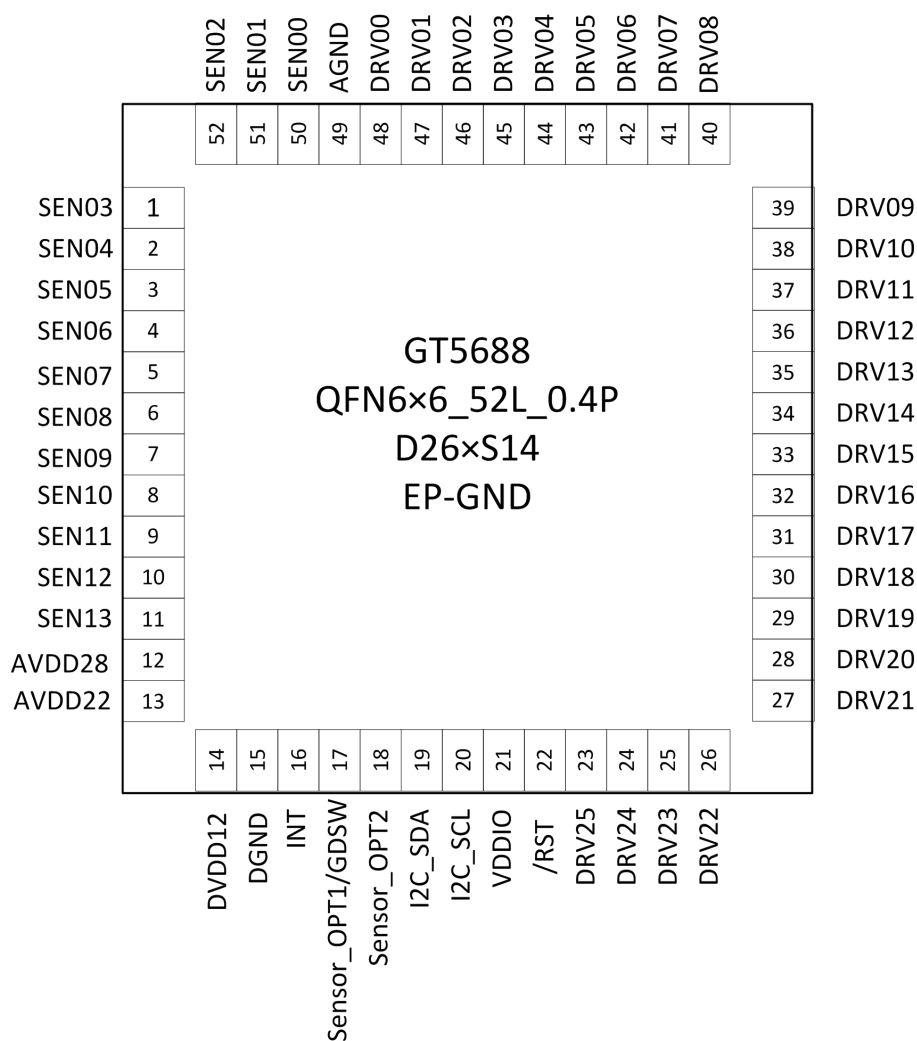 SEN02 SEN01 SEN00 AGND DRV00 DRV01 DRV02 DRV03 DRV04 DRV05 DRV06 DRV07 DRV08
52 51 50 49 48 47 46 45 44 43 42 41 40
SEN03 1 39 DRV09
SEN04 2 38 DRV10
SEN05 3 37 DRV11
SEN06 4 36 DRV12
SEN07 5 35 DRV13
SEN08 6 34 DRV14
SEN09 7 33 DRV15
SEN10 8 32 DRV16
SEN11 9 31 DRV17
SEN12 10 30 DRV18
SEN13 11 29 DRV19
AVDD28 12 28 DRV20
AVDD22 13 27 DRV21
GT5688
QFN6×6_52L_0.4P
D26×S14
EP-GND
14 15 16 17 18 19 20 21 22 23 24 25 26
DVDD12 DGND INT Sensor_OPT1/GDSW Sensor_OPT2 I2C_SDA I2C_SCL VDDIO /RST DRV25 DRV24 DRV23 DRV22